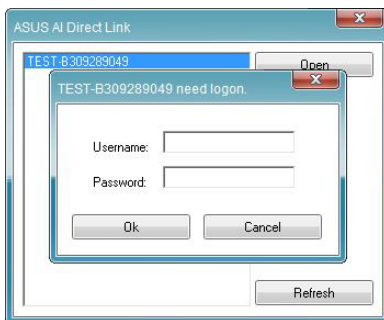 ASUS AI Direct Link
TEST-B309289049
Open
TEST-B309289049 need logon.
Username:
Password:
Ok
Cancel
Refresh